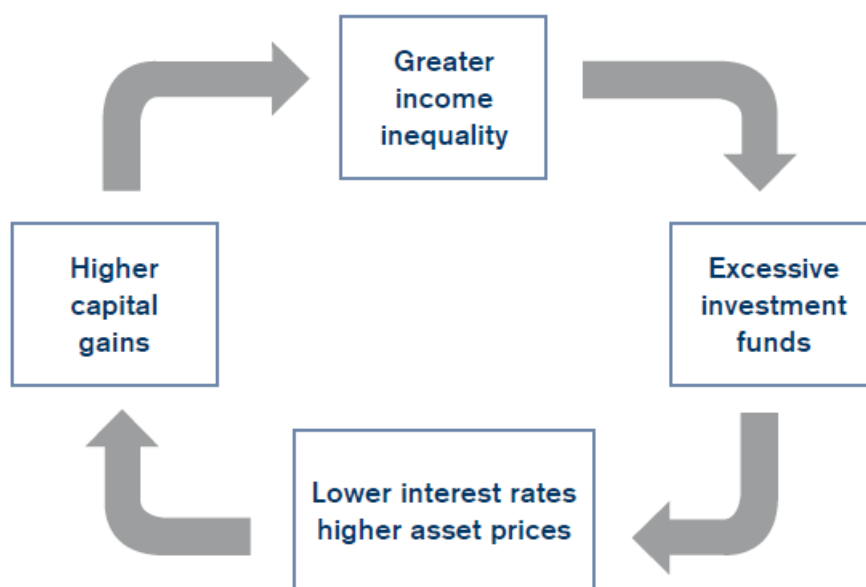 Greater
income
inequality
Excessive
investment
funds
Lower interest rates
higher asset prices
Higher
capital
gains